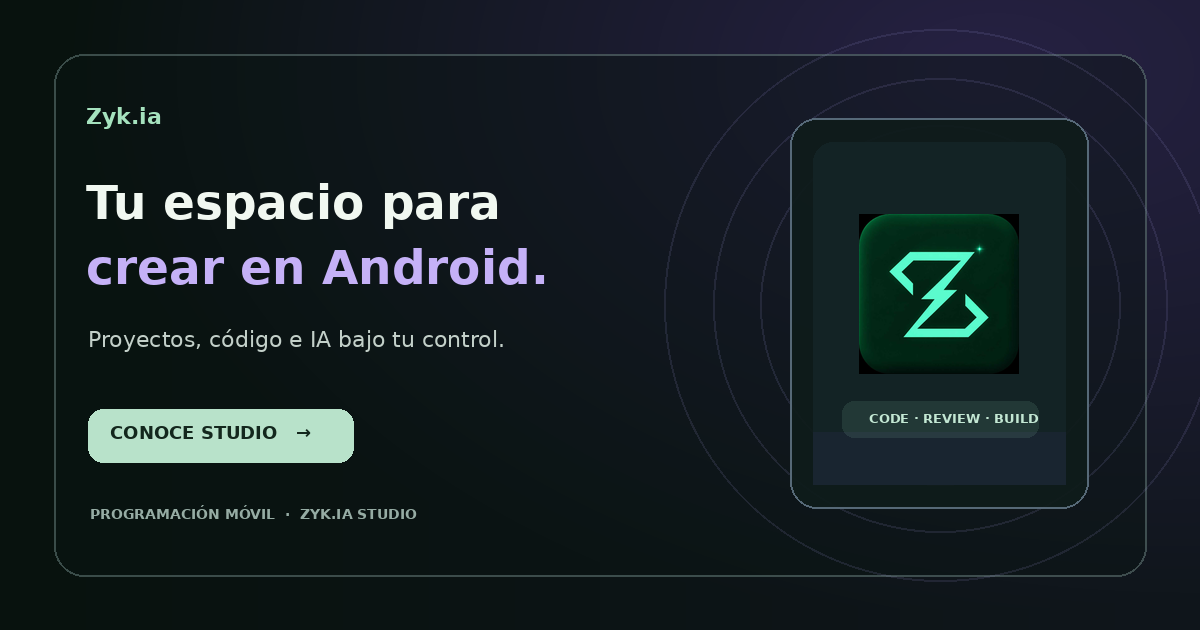 Zyk.ia
Tu espacio para
crear en Android.
Proyectos, código e IA bajo tu control.
CONOCE STUDIO →
PROGRAMACIÓN MÓVIL · ZYK.IA STUDIO
CODE · REVIEW · BUILD